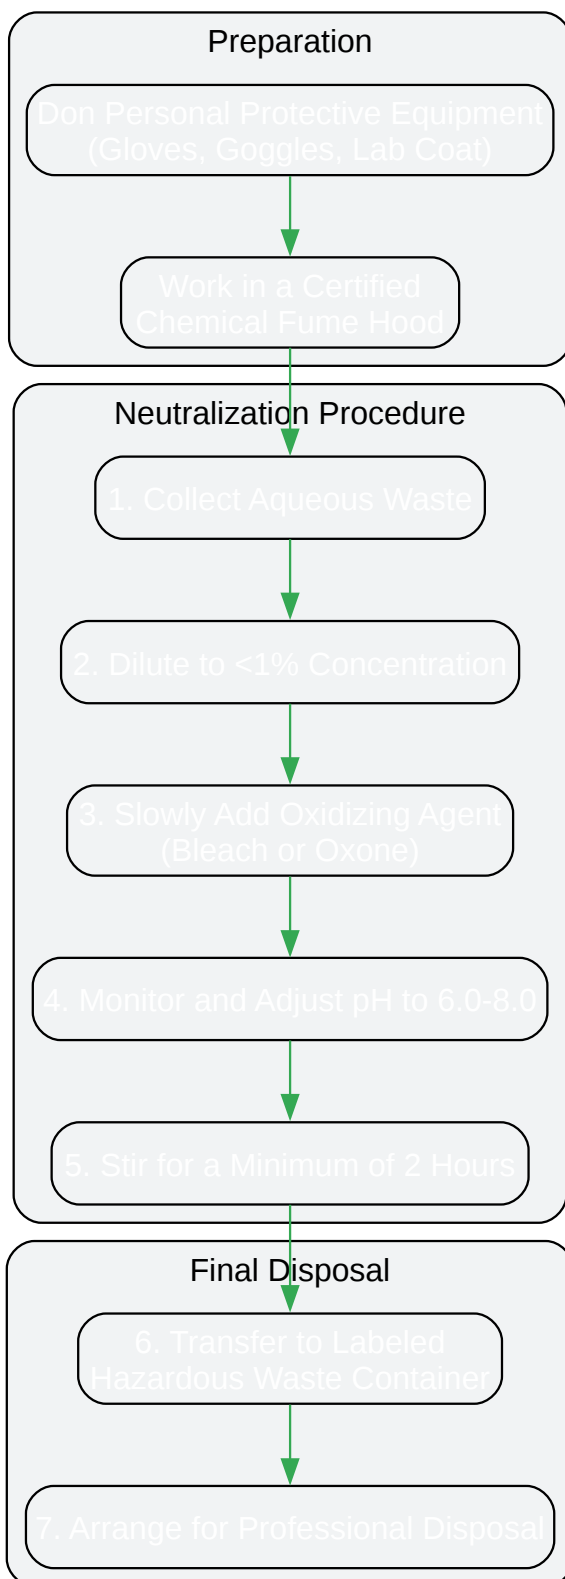 Preparation
Don Personal Protective Equipment
(Gloves, Goggles, Lab Coat)
Work in a Certified
Chemical Fume Hood
Neutralization Procedure
1. Collect Aqueous Waste
2. Dilute to <1% Concentration
3. Slowly Add Oxidizing Agent
(Bleach or Oxone)
4. Monitor and Adjust pH to 6.0-8.0
5. Stir for a Minimum of 2 Hours
Final Disposal
6. Transfer to Labeled
Hazardous Waste Container
7. Arrange for Professional Disposal